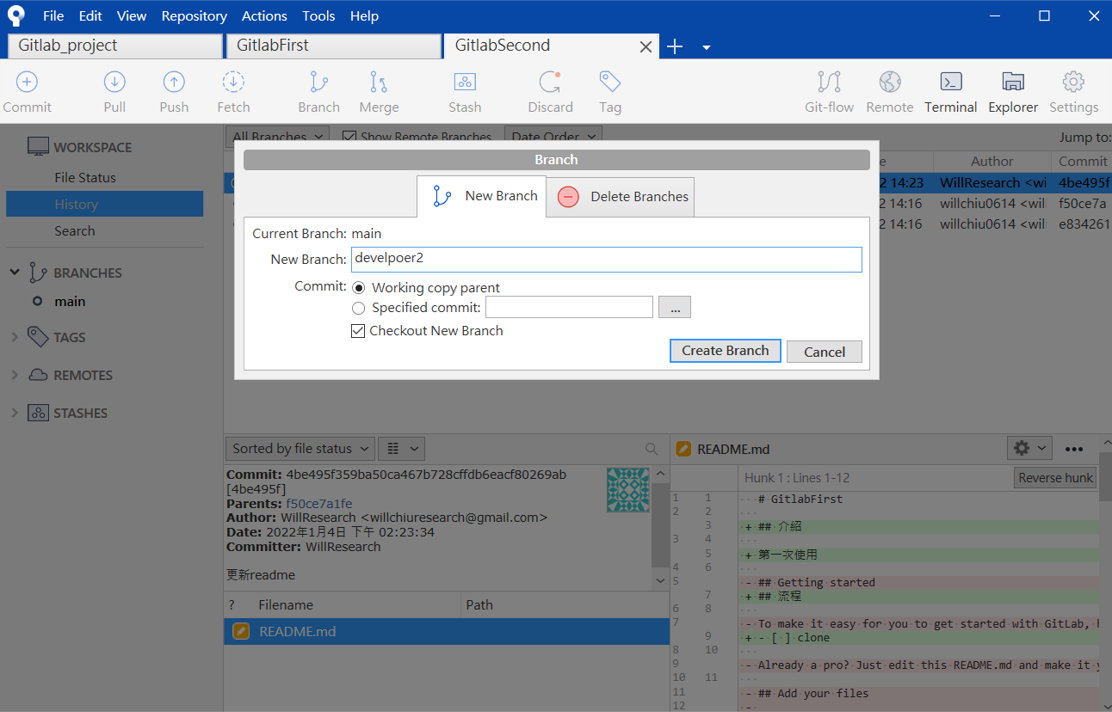 File Edit View Repository Actions Tools Help
Gitlab_project GitlabFirst GitlabSecond
Commit Pull Push Fetch Branch Merge Stash Discard Tag Git-flow Remote Terminal Explorer Settings
WORKSPACE
File Status
History
Search
BRANCHES
main
TAGS
REMOTES
STASHES
All Branches Show Remote Branches Date Order Jump to:
Author Commit
2 14:23 WillResearch <wi 4be495f
2 14:16 willchiu0614 <will f50ce7a
2 14:16 willchiu0614 <will e834261
Branch
New Branch Delete Branches
Current Branch: main
New Branch: develpoer2
Commit: Working copy parent
Specified commit: ...
Checkout New Branch
Create Branch Cancel
Sorted by file status
Commit: 4be495f359ba50ca467b728cffdb6eacf80269ab
[4be495f]
Parents: f50ce7a1fe
Author: WillResearch <willchiuresearch@gmail.com>
Date: 2022年1月4日 下午 02:23:34
Committer: WillResearch
更新readme
? Filename Path
README.md
README.md
Hunk 1 : Lines 1-12 Reverse hunk
1 1 # GitlabFirst
2 2
3 + ## 介紹
3 4
5 + 第一次使用
4 6
5 - ## Getting started
7 + ## 流程
6 8
7 - To make it easy for you to get started with GitLab,
9 + - [ ] clone
8 10
9 - Already a pro? Just edit this README.md and make it
10 11
11 - ## Add your files
12 -